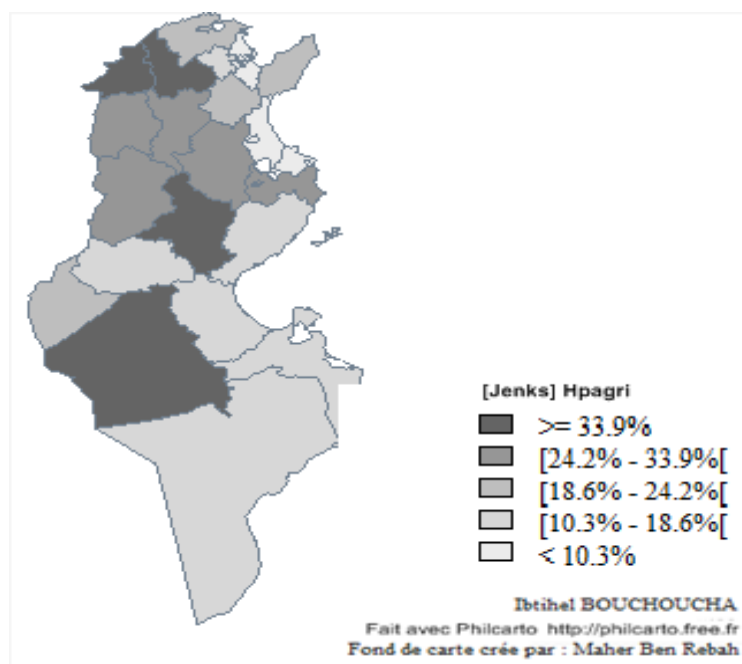 [Jenks] Hpagri
>= 33.9%
[24.2% - 33.9%[
[18.6% - 24.2%[
[10.3% - 18.6%[
< 10.3%
Ibtihel BOUCHOUCHA
Fait avec Philcarto http://philcarto.free.fr
Fond de carte crée par : Maher Ben Rebah